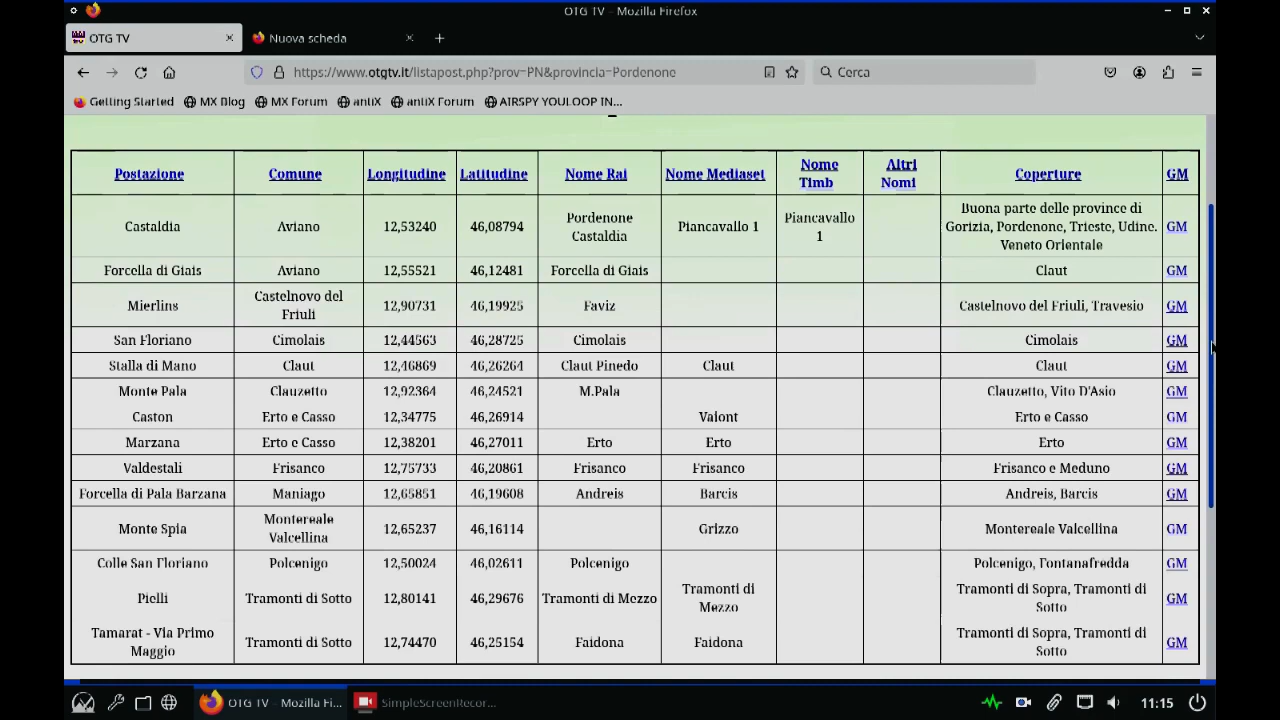 OTG TV — Mozilla Firefox
OTG TV
Nuova scheda
https://www.otgtv.it/listapost.php?prov=PN&provincia=Pordenone
Cerca
Getting Started MX Blog MX Forum antiX antiX Forum AIRSPY YOULOOP IN...
Postazione Comune Longitudine Latitudine Nome Rai Nome Mediaset Nome Timb Altri Nomi Coperture GM
Castaldia Aviano 12,53240 46,08794 Pordenone Castaldia Piancavallo 1 Piancavallo 1 Buona parte delle province di Gorizia, Pordenone, Trieste, Udine. Veneto Orientale GM
Forcella di Giais Aviano 12,55521 46,12481 Forcella di Giais Claut GM
Mierlins Castelnovo del Friuli 12,90731 46,19925 Faviz Castelnovo del Friuli, Travesio GM
San Floriano Cimolais 12,44563 46,28725 Cimolais Cimolais GM
Stalla di Mano Claut 12,46869 46,26264 Claut Pinedo Claut Claut GM
Monte Pala Clauzetto 12,92364 46,24521 M.Pala Clauzetto, Vito D'Asio GM
Caston Erto e Casso 12,34775 46,26914 Vaiont Erto e Casso GM
Marzana Erto e Casso 12,38201 46,27011 Erto Erto Erto GM
Valdestali Frisanco 12,75733 46,20861 Frisanco Frisanco Frisanco e Meduno GM
Forcella di Pala Barzana Maniago 12,65851 46,19608 Andreis Barcis Andreis, Barcis GM
Monte Spia Montereale Valcellina 12,65237 46,16114 Grizzo Montereale Valcellina GM
Colle San Floriano Polcenigo 12,50024 46,02611 Polcenigo Polcenigo, Fontanafredda GM
Pielli Tramonti di Sotto 12,80141 46,29676 Tramonti di Mezzo Tramonti di Mezzo Tramonti di Sopra, Tramonti di Sotto GM
Tamarat - Via Primo Maggio Tramonti di Sotto 12,74470 46,25154 Faidona Faidona Tramonti di Sopra, Tramonti di Sotto GM
OTG TV — Mozilla Fi...
SimpleScreenRecor...
11:15